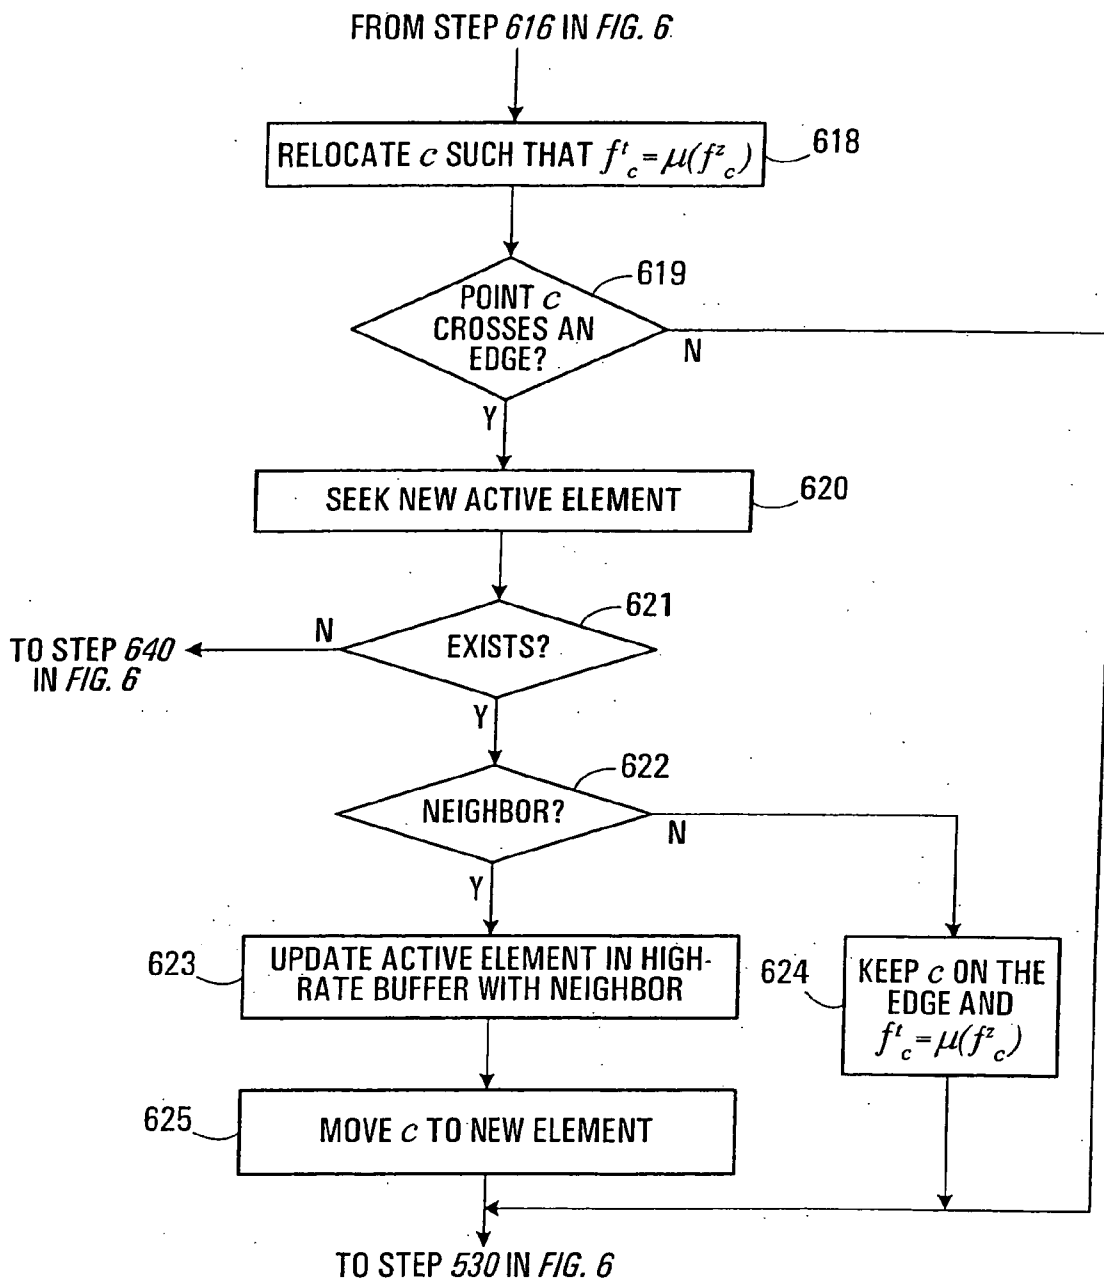 FROM STEP 616 IN FIG. 6
RELOCATE c SUCH THAT f^t_c = μ(f^z_c)
618
619
POINT c
CROSSES AN
EDGE?
N
Y
SEEK NEW ACTIVE ELEMENT
620
621
EXISTS?
N
TO STEP 640
IN FIG. 6
Y
622
NEIGHBOR?
N
Y
623
UPDATE ACTIVE ELEMENT IN HIGH-
RATE BUFFER WITH NEIGHBOR
624
KEEP c ON THE
EDGE AND
f^t_c = μ(f^z_c)
625
MOVE c TO NEW ELEMENT
TO STEP 530 IN FIG. 6